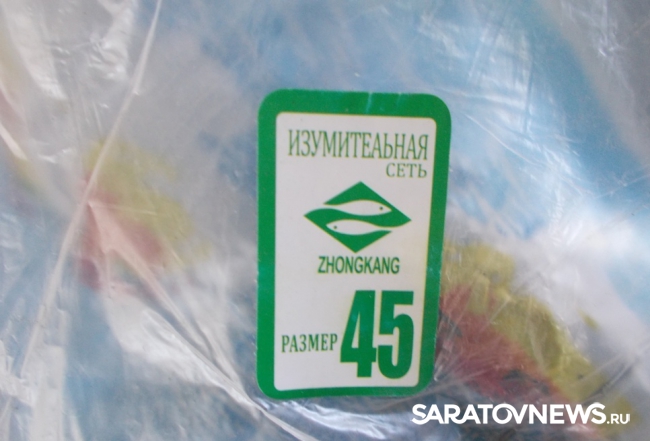 ИЗУМИТЕАЬНАЯ
СЕТЬ
ZHONGKANG
РАЗМЕР 45
SARATOVNEWS.RU